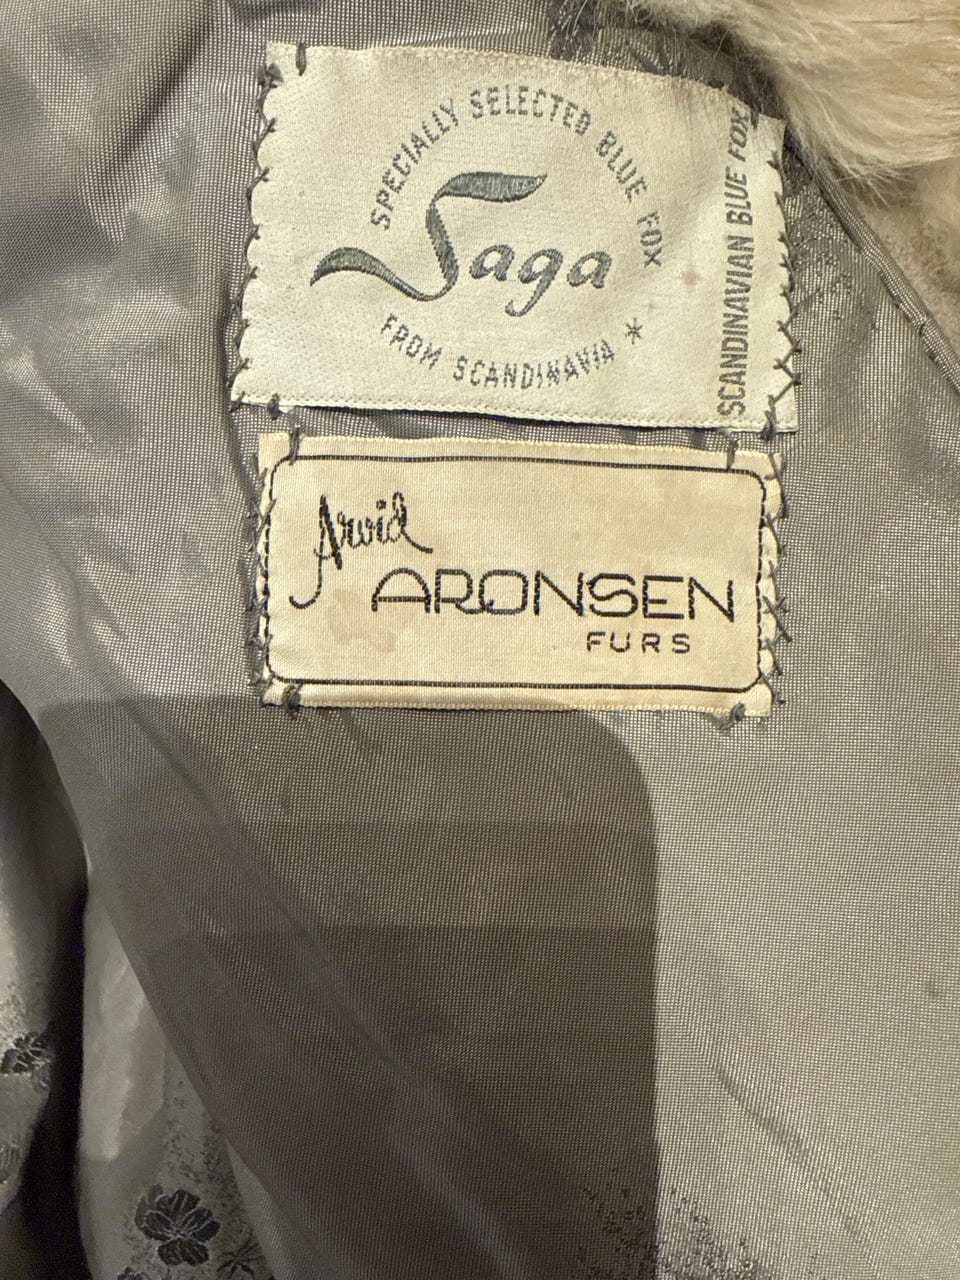 SPECIALLY SELECTED BLUE FOX
Saga
FROM SCANDINAVIA *
SCANDINAVIAN BLUE FOX
Arvid
ARONSEN
FURS